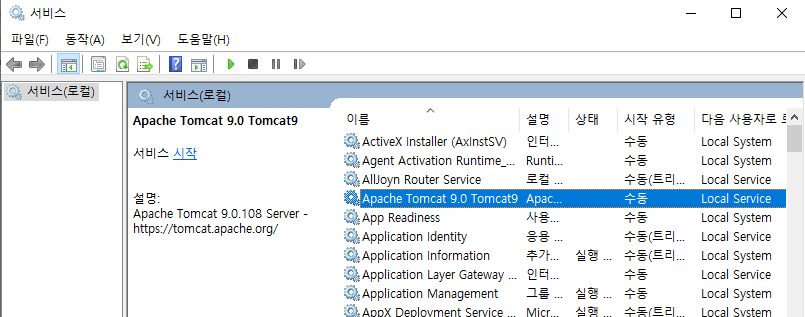 서비스
파일(F) 동작(A) 보기(V) 도움말(H)
서비스(로컬)
서비스(로컬)
Apache Tomcat 9.0 Tomcat9
서비스 시작
설명:
Apache Tomcat 9.0.108 Server -
https://tomcat.apache.org/
이름 설명 상태 시작 유형 다음 사용자로 로
ActiveX Installer (AxInstSV) 인터... 수동 Local System
Agent Activation Runtime_... Runti... 수동 Local System
AllJoyn Router Service 로컬 ... 수동(트리... Local Service
Apache Tomcat 9.0 Tomcat9 Apac... 수동 Local Service
App Readiness 사용... 수동 Local System
Application Identity 응용 ... 수동(트리... Local Service
Application Information 추가... 실행 ... 수동(트리... Local System
Application Layer Gateway ... 인터... 수동 Local Service
Application Management 그룹 ... 실행 ... 수동 Local System
AppX Deployment Service ... Micr... 실행 ... 수동(트리... Local System